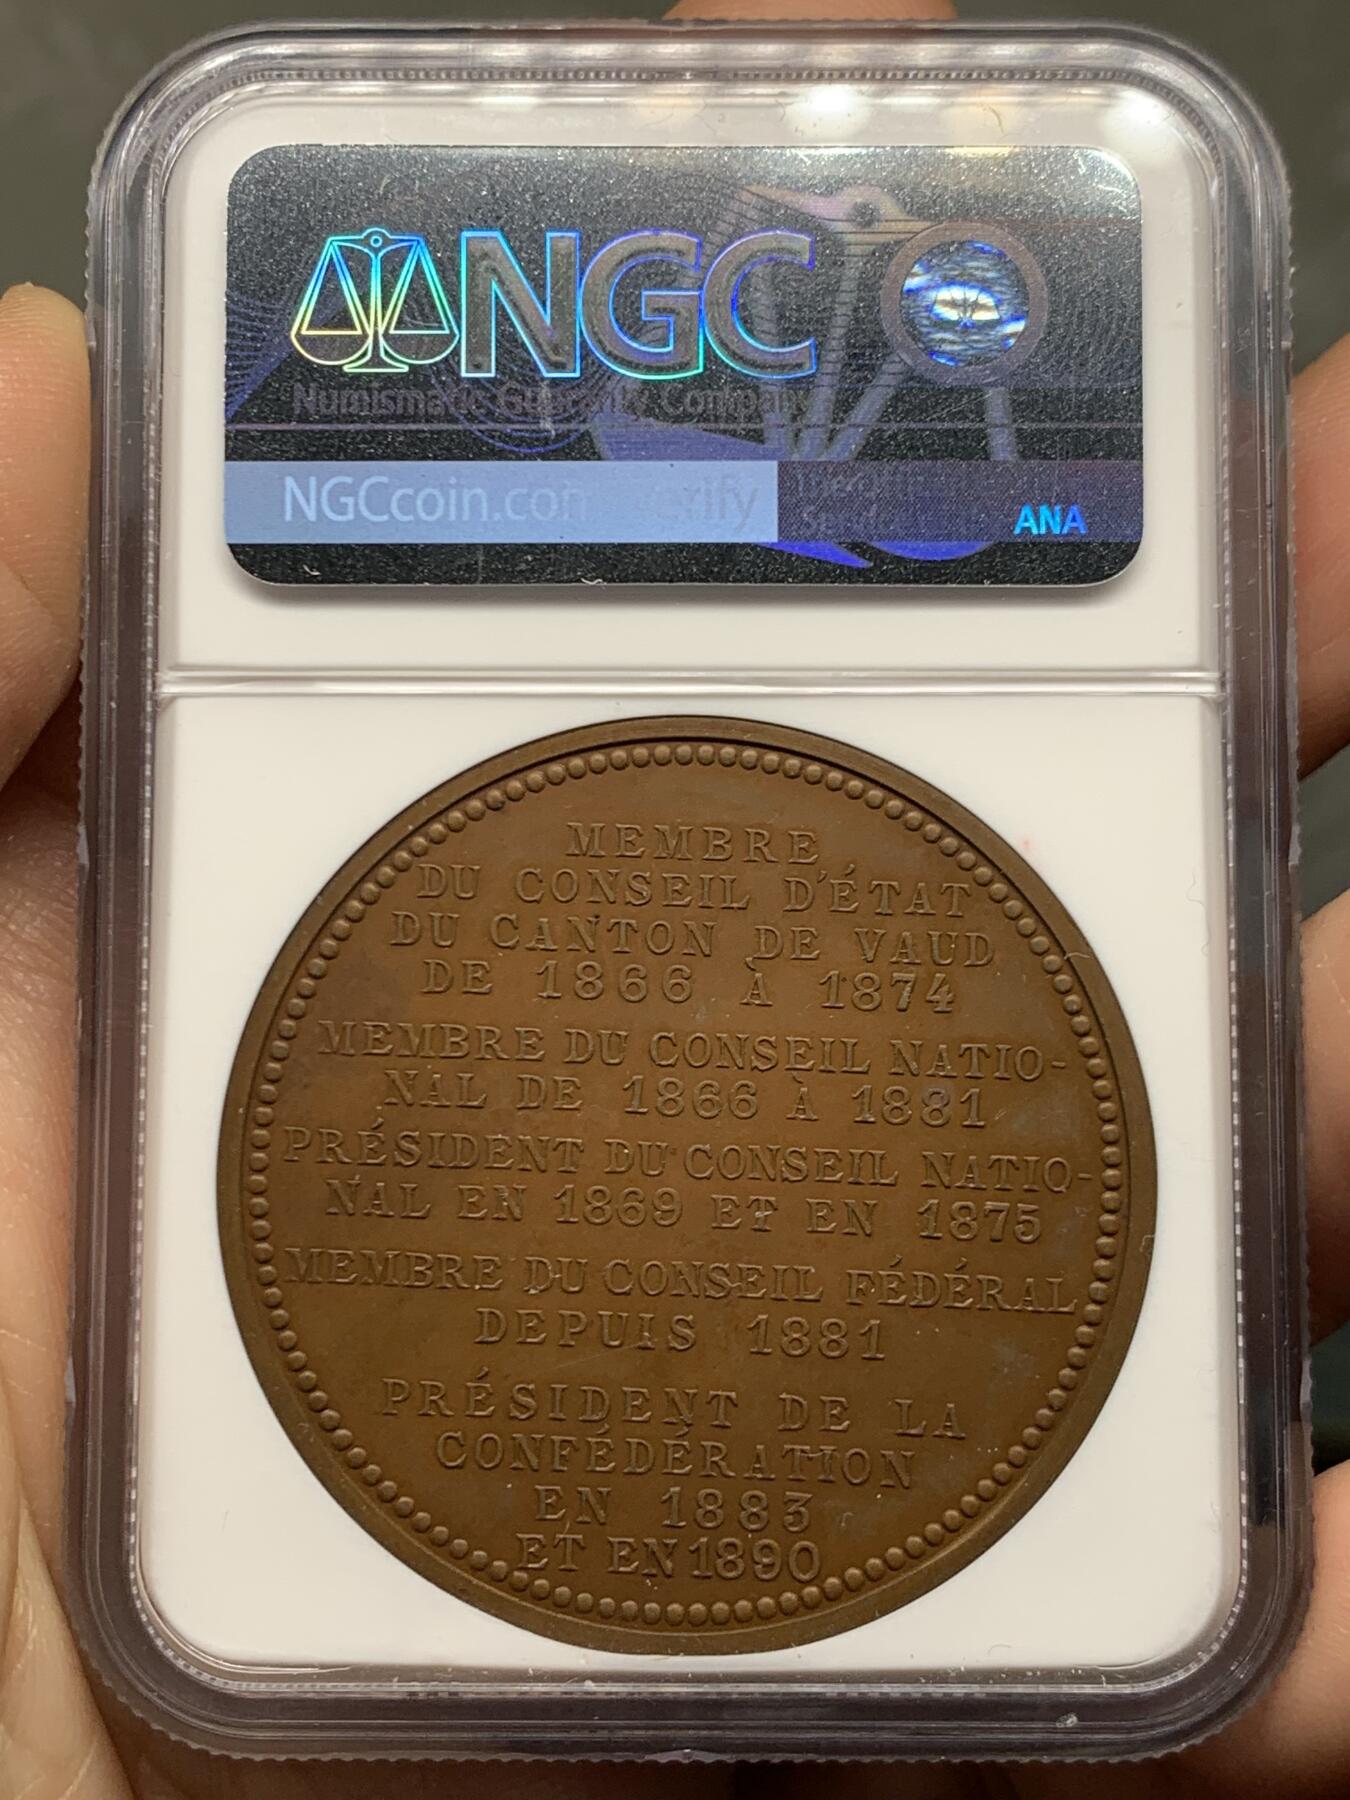 NGC
Numismatic Guaranty Company
NGCcoin.com
erify
ANA
MEMBRE
DU CONSEIL D'ÉTAT
DU CANTON DE VAUD
DE 1866 À 1874
MEMBRE DU CONSEIL NATIO-
NAL DE 1866 À 1881
PRÉSIDENT DU CONSEIL NATIO-
NAL EN 1869 ET EN 1875
MEMBRE DU CONSEIL FÉDÉRAL
DEPUIS 1881
PRÉSIDENT DE LA
CONFÉDÉRATION
EN 1883
ET EN 1890